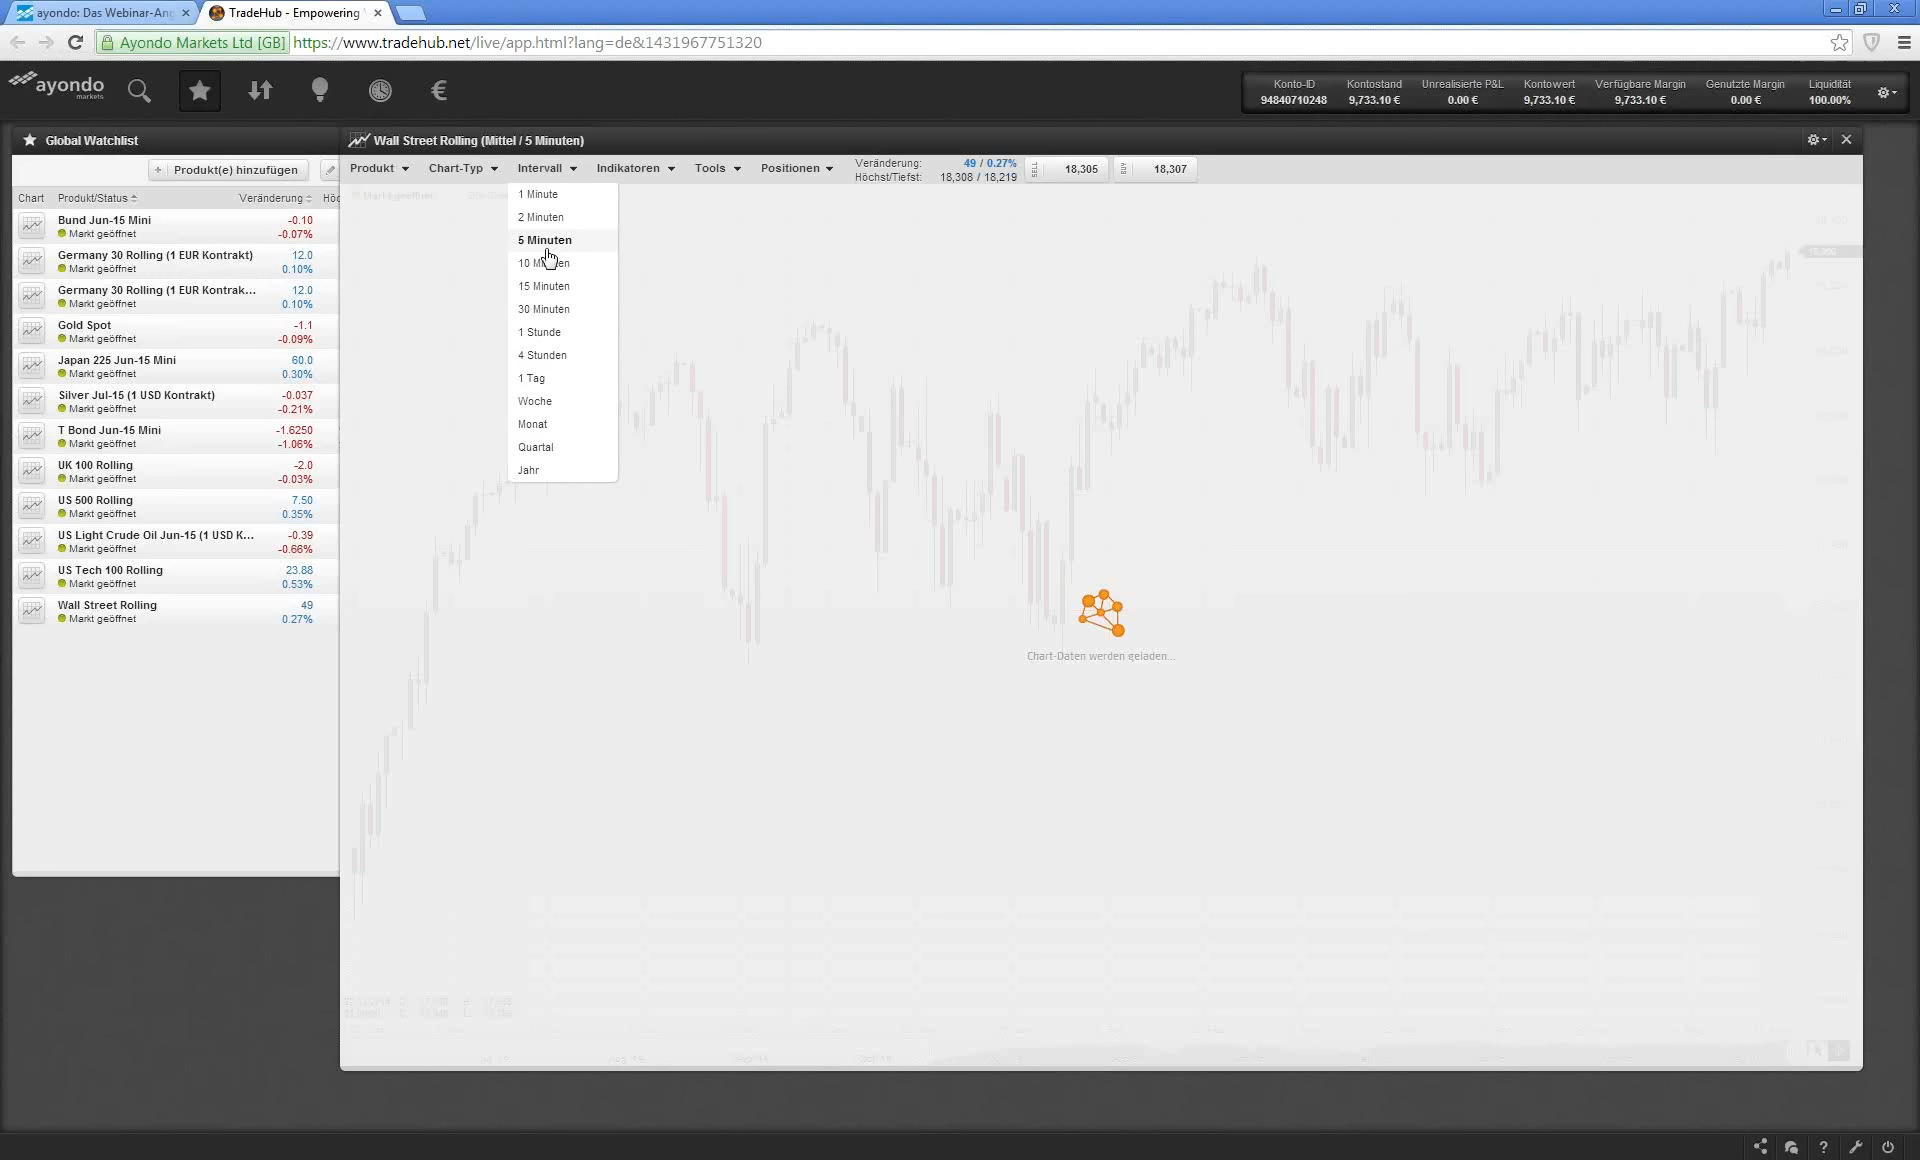 ayondo: Das Webinar-Ang
TradeHub - Empowering
Ayondo Markets Ltd [GB] https://www.tradehub.net/live/app.html?lang=de&1431967751320
ayondo
markets
€
Konto-ID Kontostand Unrealisierte P&L Kontowert Verfügbare Margin Genutzte Margin Liquidität
94840710248 9,733.10 € 0.00 € 9,733.10 € 9,733.10 € 0.00 € 100.00%
Global Watchlist
+ Produkt(e) hinzufügen
Chart Produkt/Status Veränderung Höc
Bund Jun-15 Mini -0.10
Markt geöffnet -0.07%
Germany 30 Rolling (1 EUR Kontrakt) 12.0
Markt geöffnet 0.10%
Germany 30 Rolling (1 EUR Kontrak... 12.0
Markt geöffnet 0.10%
Gold Spot -1.1
Markt geöffnet -0.09%
Japan 225 Jun-15 Mini 60.0
Markt geöffnet 0.30%
Silver Jul-15 (1 USD Kontrakt) -0.037
Markt geöffnet -0.21%
T Bond Jun-15 Mini -1.6250
Markt geöffnet -1.06%
UK 100 Rolling -2.0
Markt geöffnet -0.03%
US 500 Rolling 7.50
Markt geöffnet 0.35%
US Light Crude Oil Jun-15 (1 USD K... -0.39
Markt geöffnet -0.66%
US Tech 100 Rolling 23.88
Markt geöffnet 0.53%
Wall Street Rolling 49
Markt geöffnet 0.27%
Wall Street Rolling (Mittel / 5 Minuten)
Produkt Chart-Typ Intervall Indikatoren Tools Positionen
Veränderung: 49 / 0.27%
Höchst/Tiefst: 18,308 / 18,219
SELL 18,305 BUY 18,307
1 Minute
2 Minuten
5 Minuten
10 Minuten
15 Minuten
30 Minuten
1 Stunde
4 Stunden
1 Tag
Woche
Monat
Quartal
Jahr
Chart-Daten werden geladen...
?